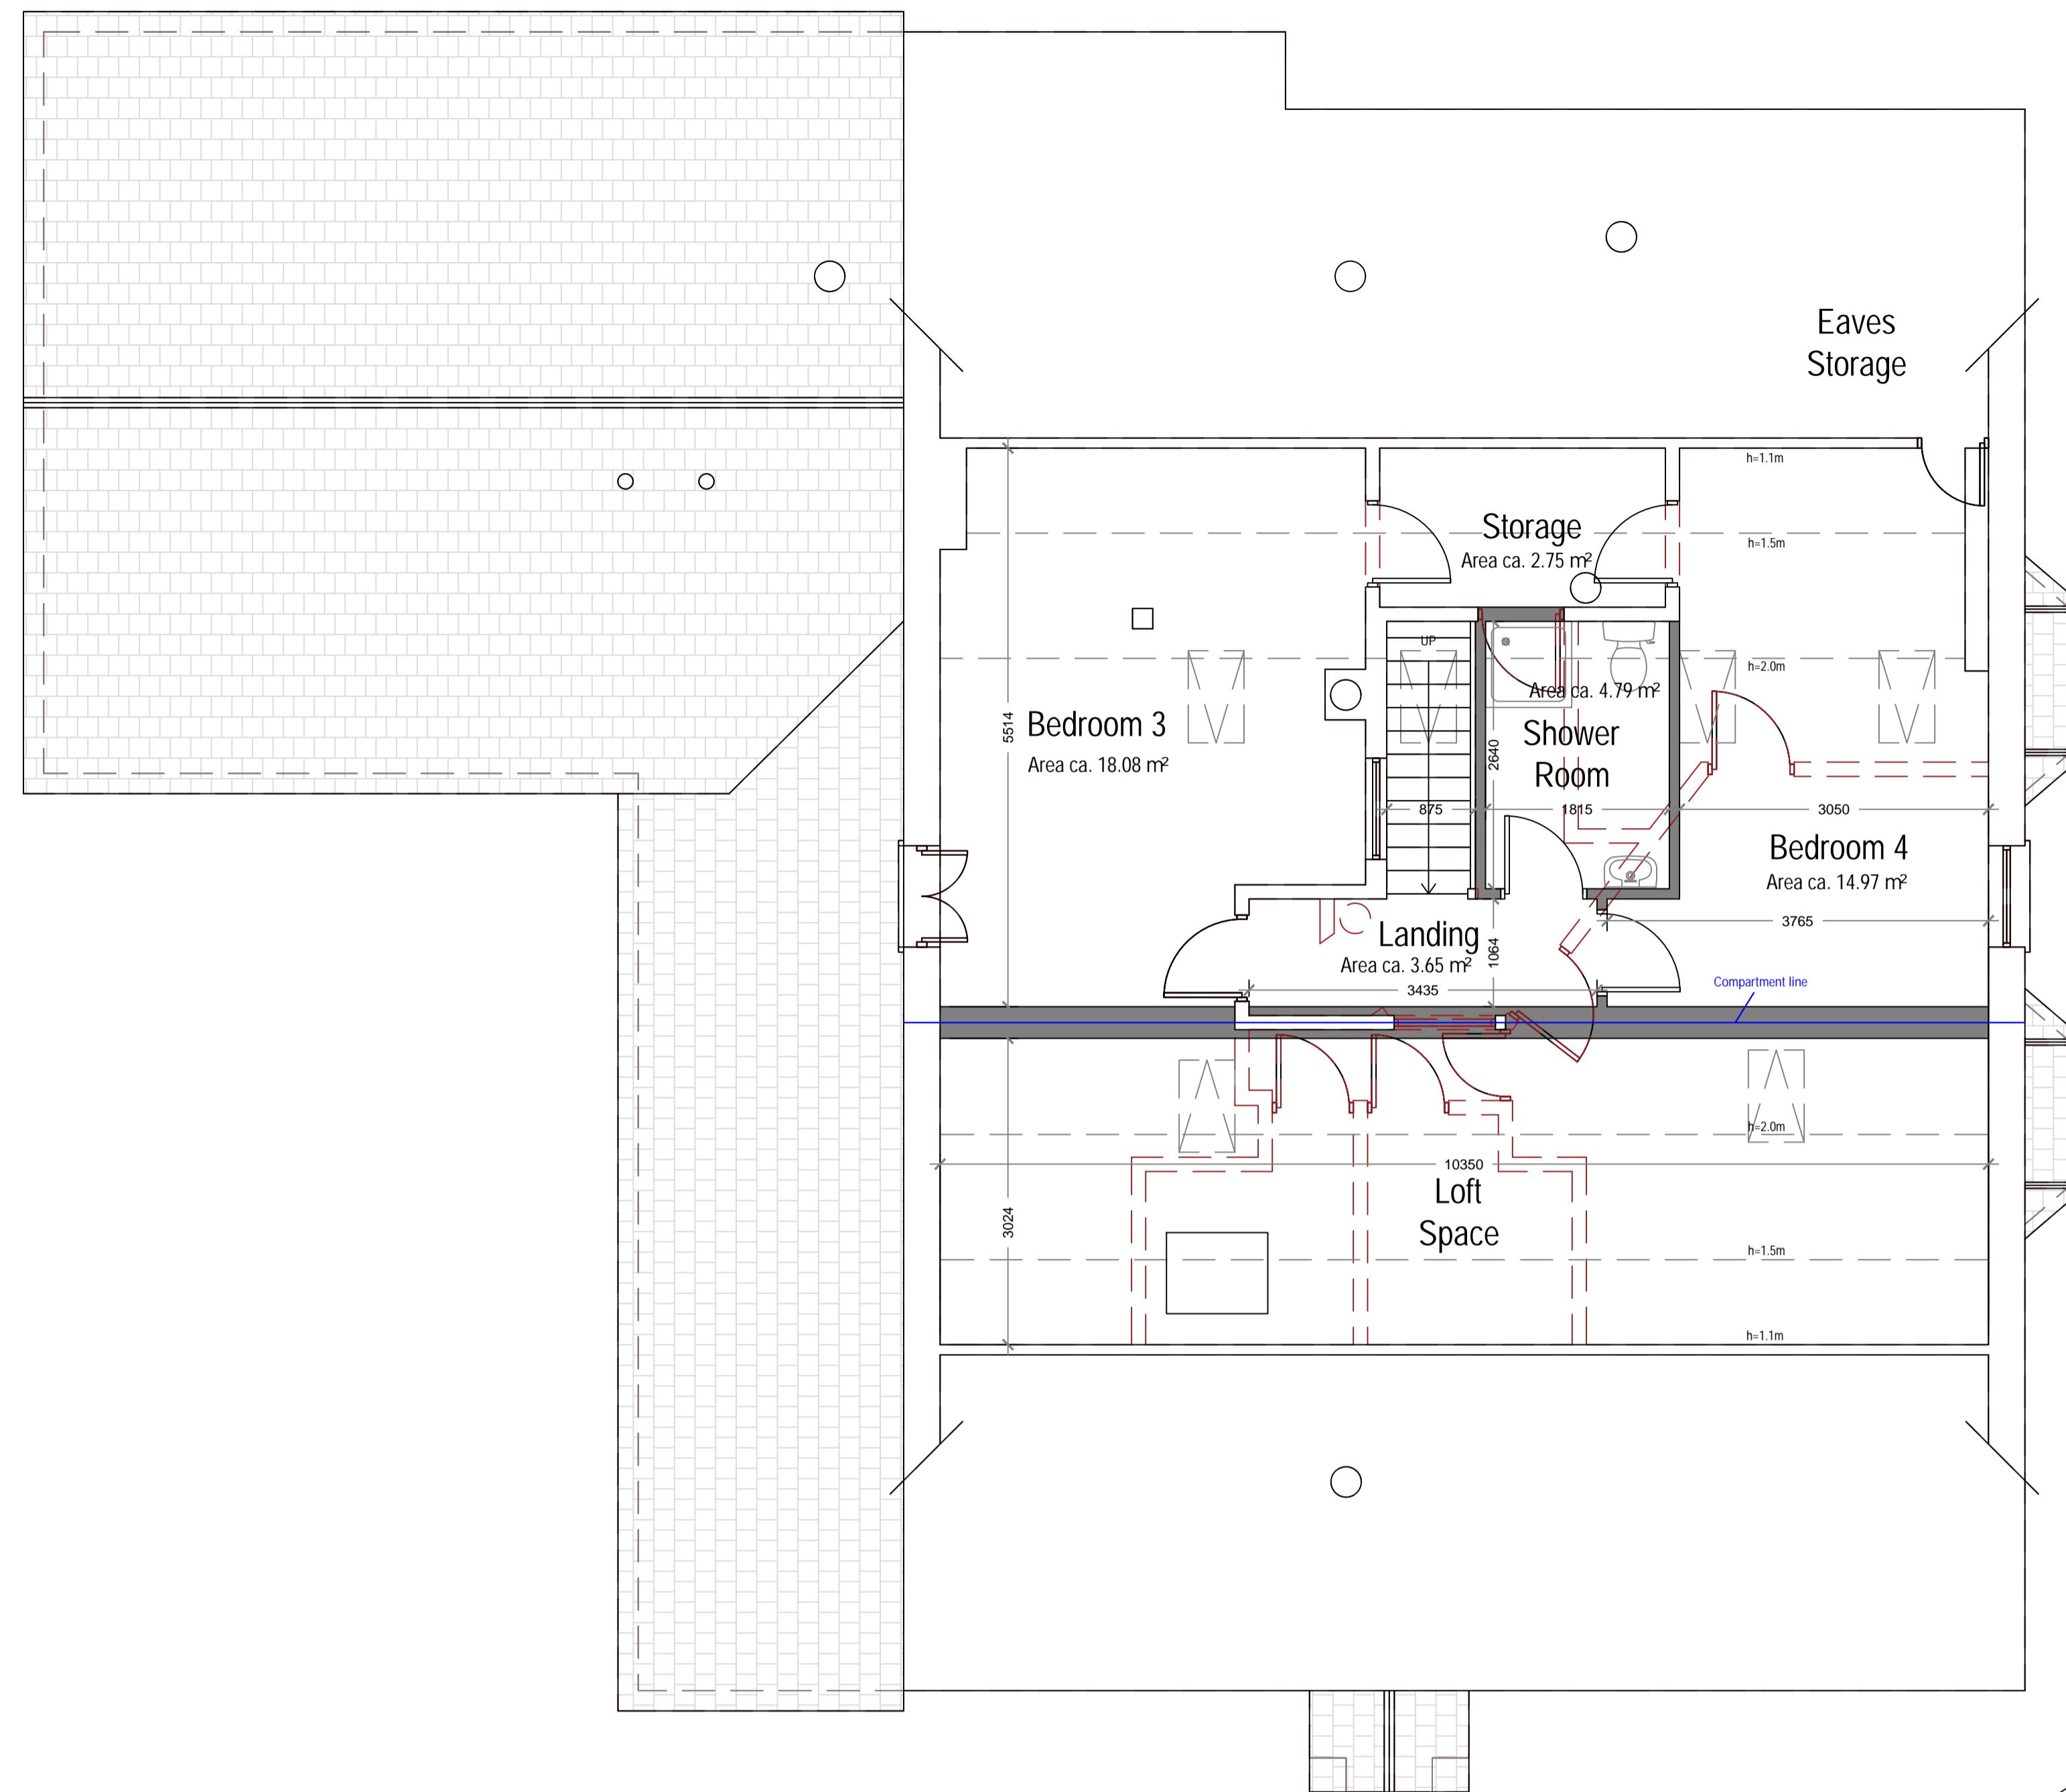 Eaves
Storage
h=1.1m
Storage
Area ca. 2.75 m²
h=1.5m
UP
h=2.0m
Area ca. 4.79 m²
Bedroom 3
Area ca. 18.08 m²
5514
Shower
Room
2640
875
1815
3050
Bedroom 4
Area ca. 14.97 m²
3765
Landing
Area ca. 3.65 m²
1064
3435
Compartment line
h=2.0m
10350
Loft
Space
3024
h=1.5m
h=1.1m